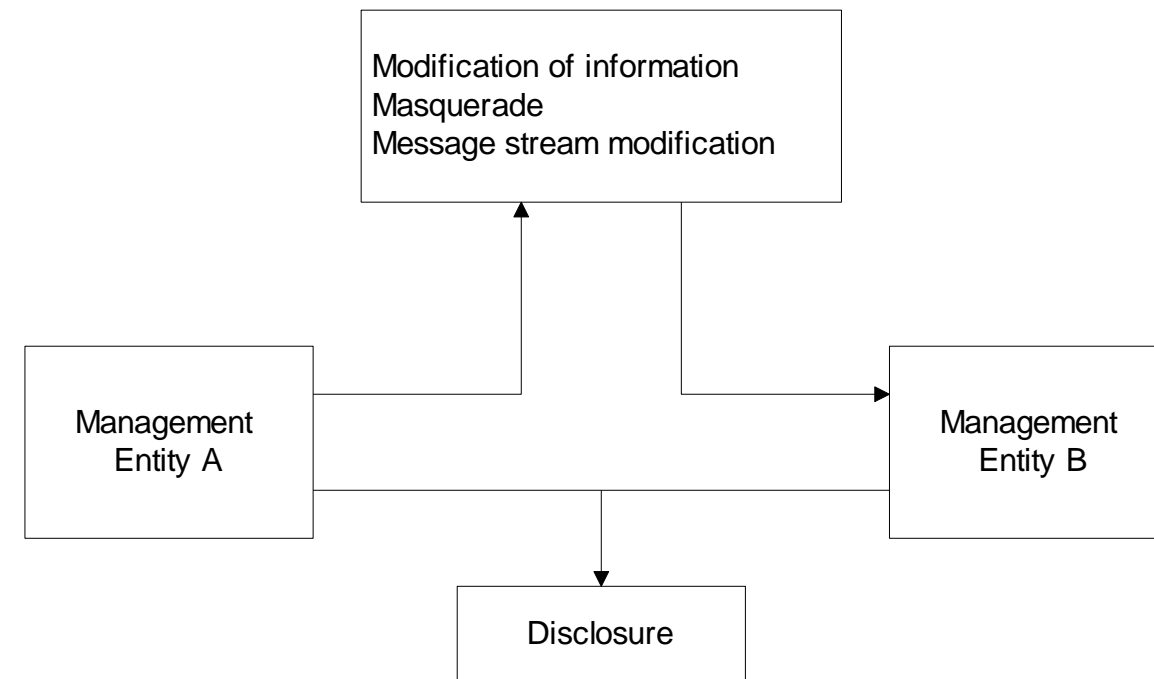 Modification of information
Masquerade
Message stream modification
Management
Entity A
Management
Entity B
Disclosure